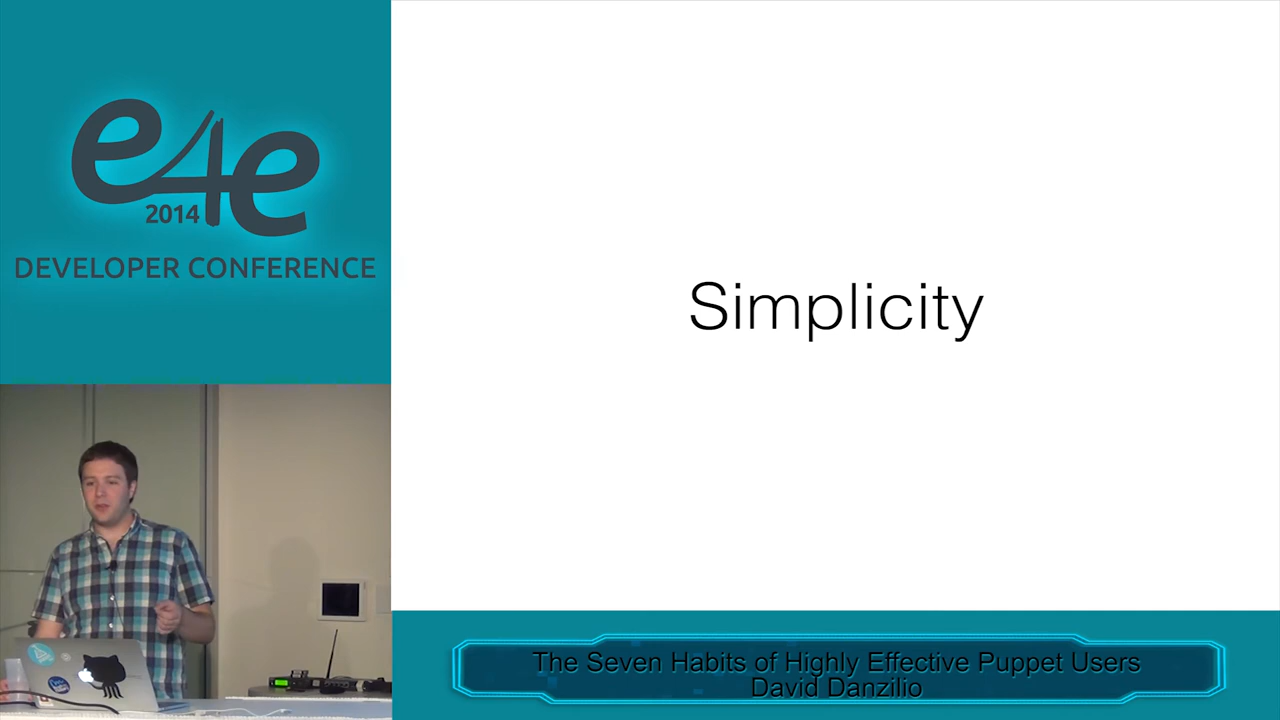 e4e
2014
DEVELOPER CONFERENCE
Simplicity
The Seven Habits of Highly Effective Puppet Users
David Danzilio